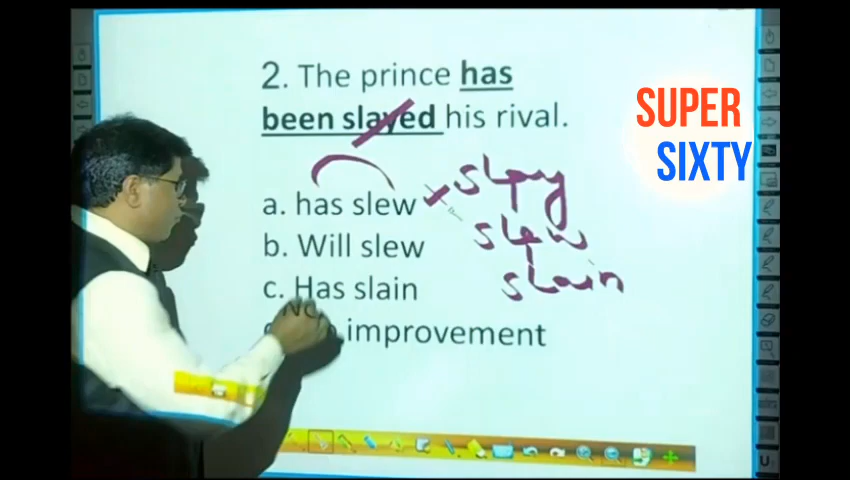 2. The prince has
been slayed his rival.
a. has slew
b. Will slew
c. Has slain
No improvement
slay
slew
slain
SUPER
SIXTY